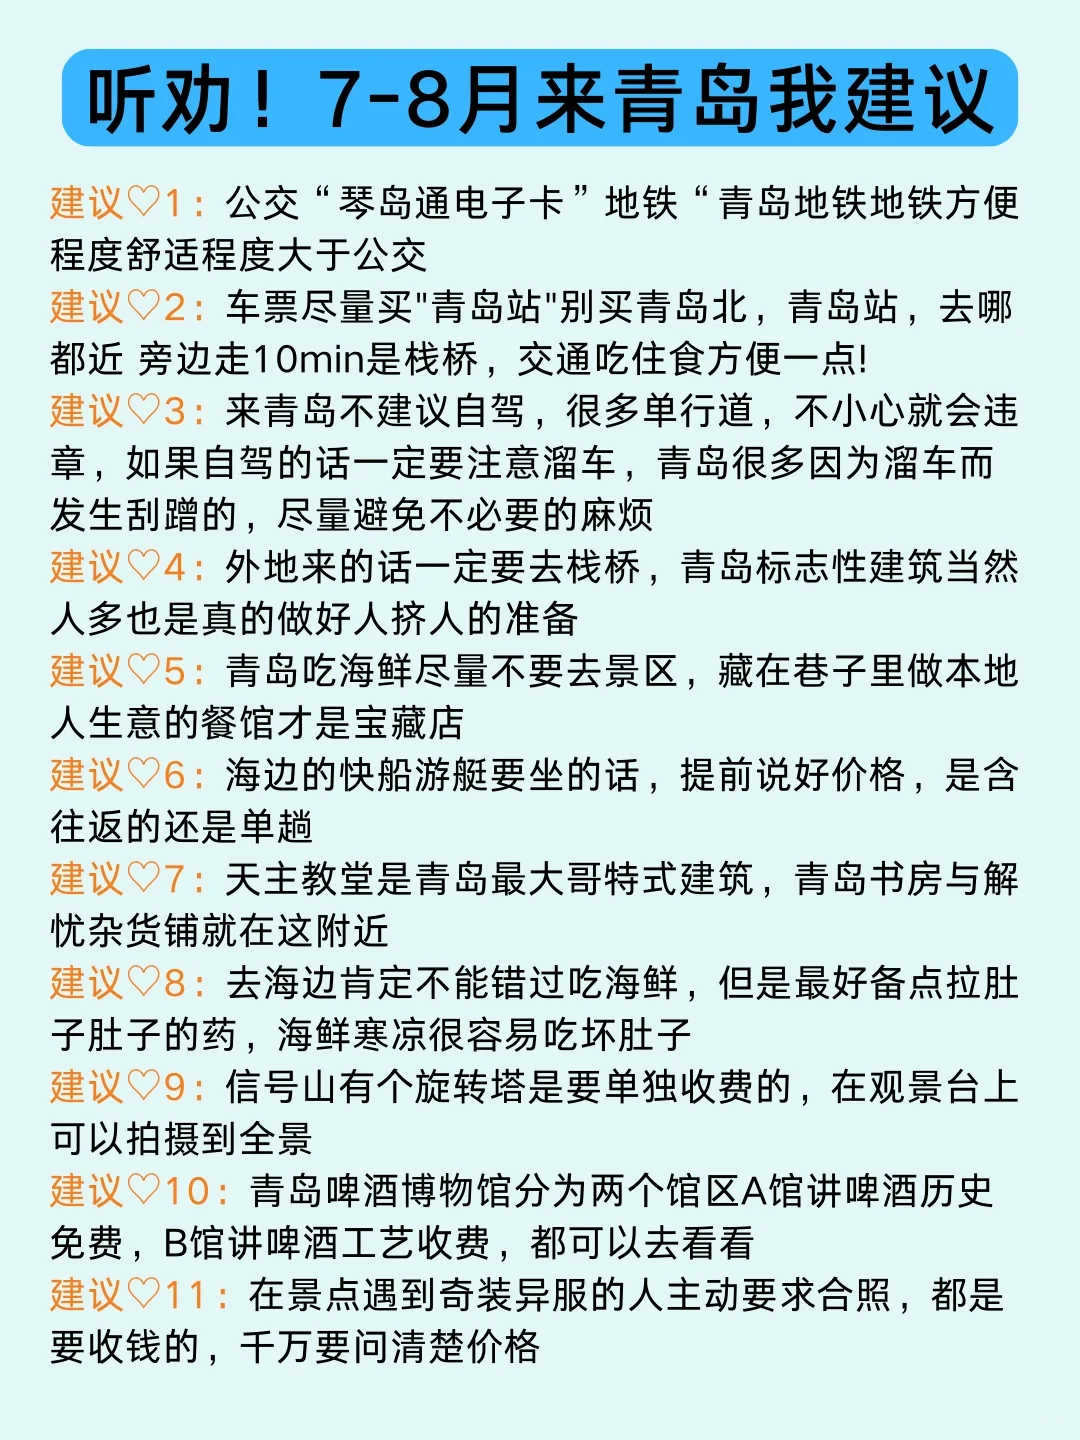 听劝！7-8月来青岛我建议
建议♡1：公交“琴岛通电子卡”地铁“青岛地铁地铁方便
程度舒适程度大于公交
建议♡2：车票尽量买"青岛站"别买青岛北，青岛站，去哪
都近 旁边走10min是栈桥，交通吃住食方便一点!
建议♡3：来青岛不建议自驾，很多单行道，不小心就会违
章，如果自驾的话一定要注意溜车，青岛很多因为溜车而
发生刮蹭的，尽量避免不必要的麻烦
建议♡4：外地来的话一定要去栈桥，青岛标志性建筑当然
人多也是真的做好人挤人的准备
建议♡5：青岛吃海鲜尽量不要去景区，藏在巷子里做本地
人生意的餐馆才是宝藏店
建议♡6：海边的快船游艇要坐的话，提前说好价格，是含
往返的还是单趟
建议♡7：天主教堂是青岛最大哥特式建筑，青岛书房与解
忧杂货铺就在这附近
建议♡8：去海边肯定不能错过吃海鲜，但是最好备点拉肚
子肚子的药，海鲜寒凉很容易吃坏肚子
建议♡9：信号山有个旋转塔是要单独收费的，在观景台上
可以拍摄到全景
建议♡10：青岛啤酒博物馆分为两个馆区A馆讲啤酒历史
免费，B馆讲啤酒工艺收费，都可以去看看
建议♡11：在景点遇到奇装异服的人主动要求合照，都是
要收钱的，千万要问清楚价格